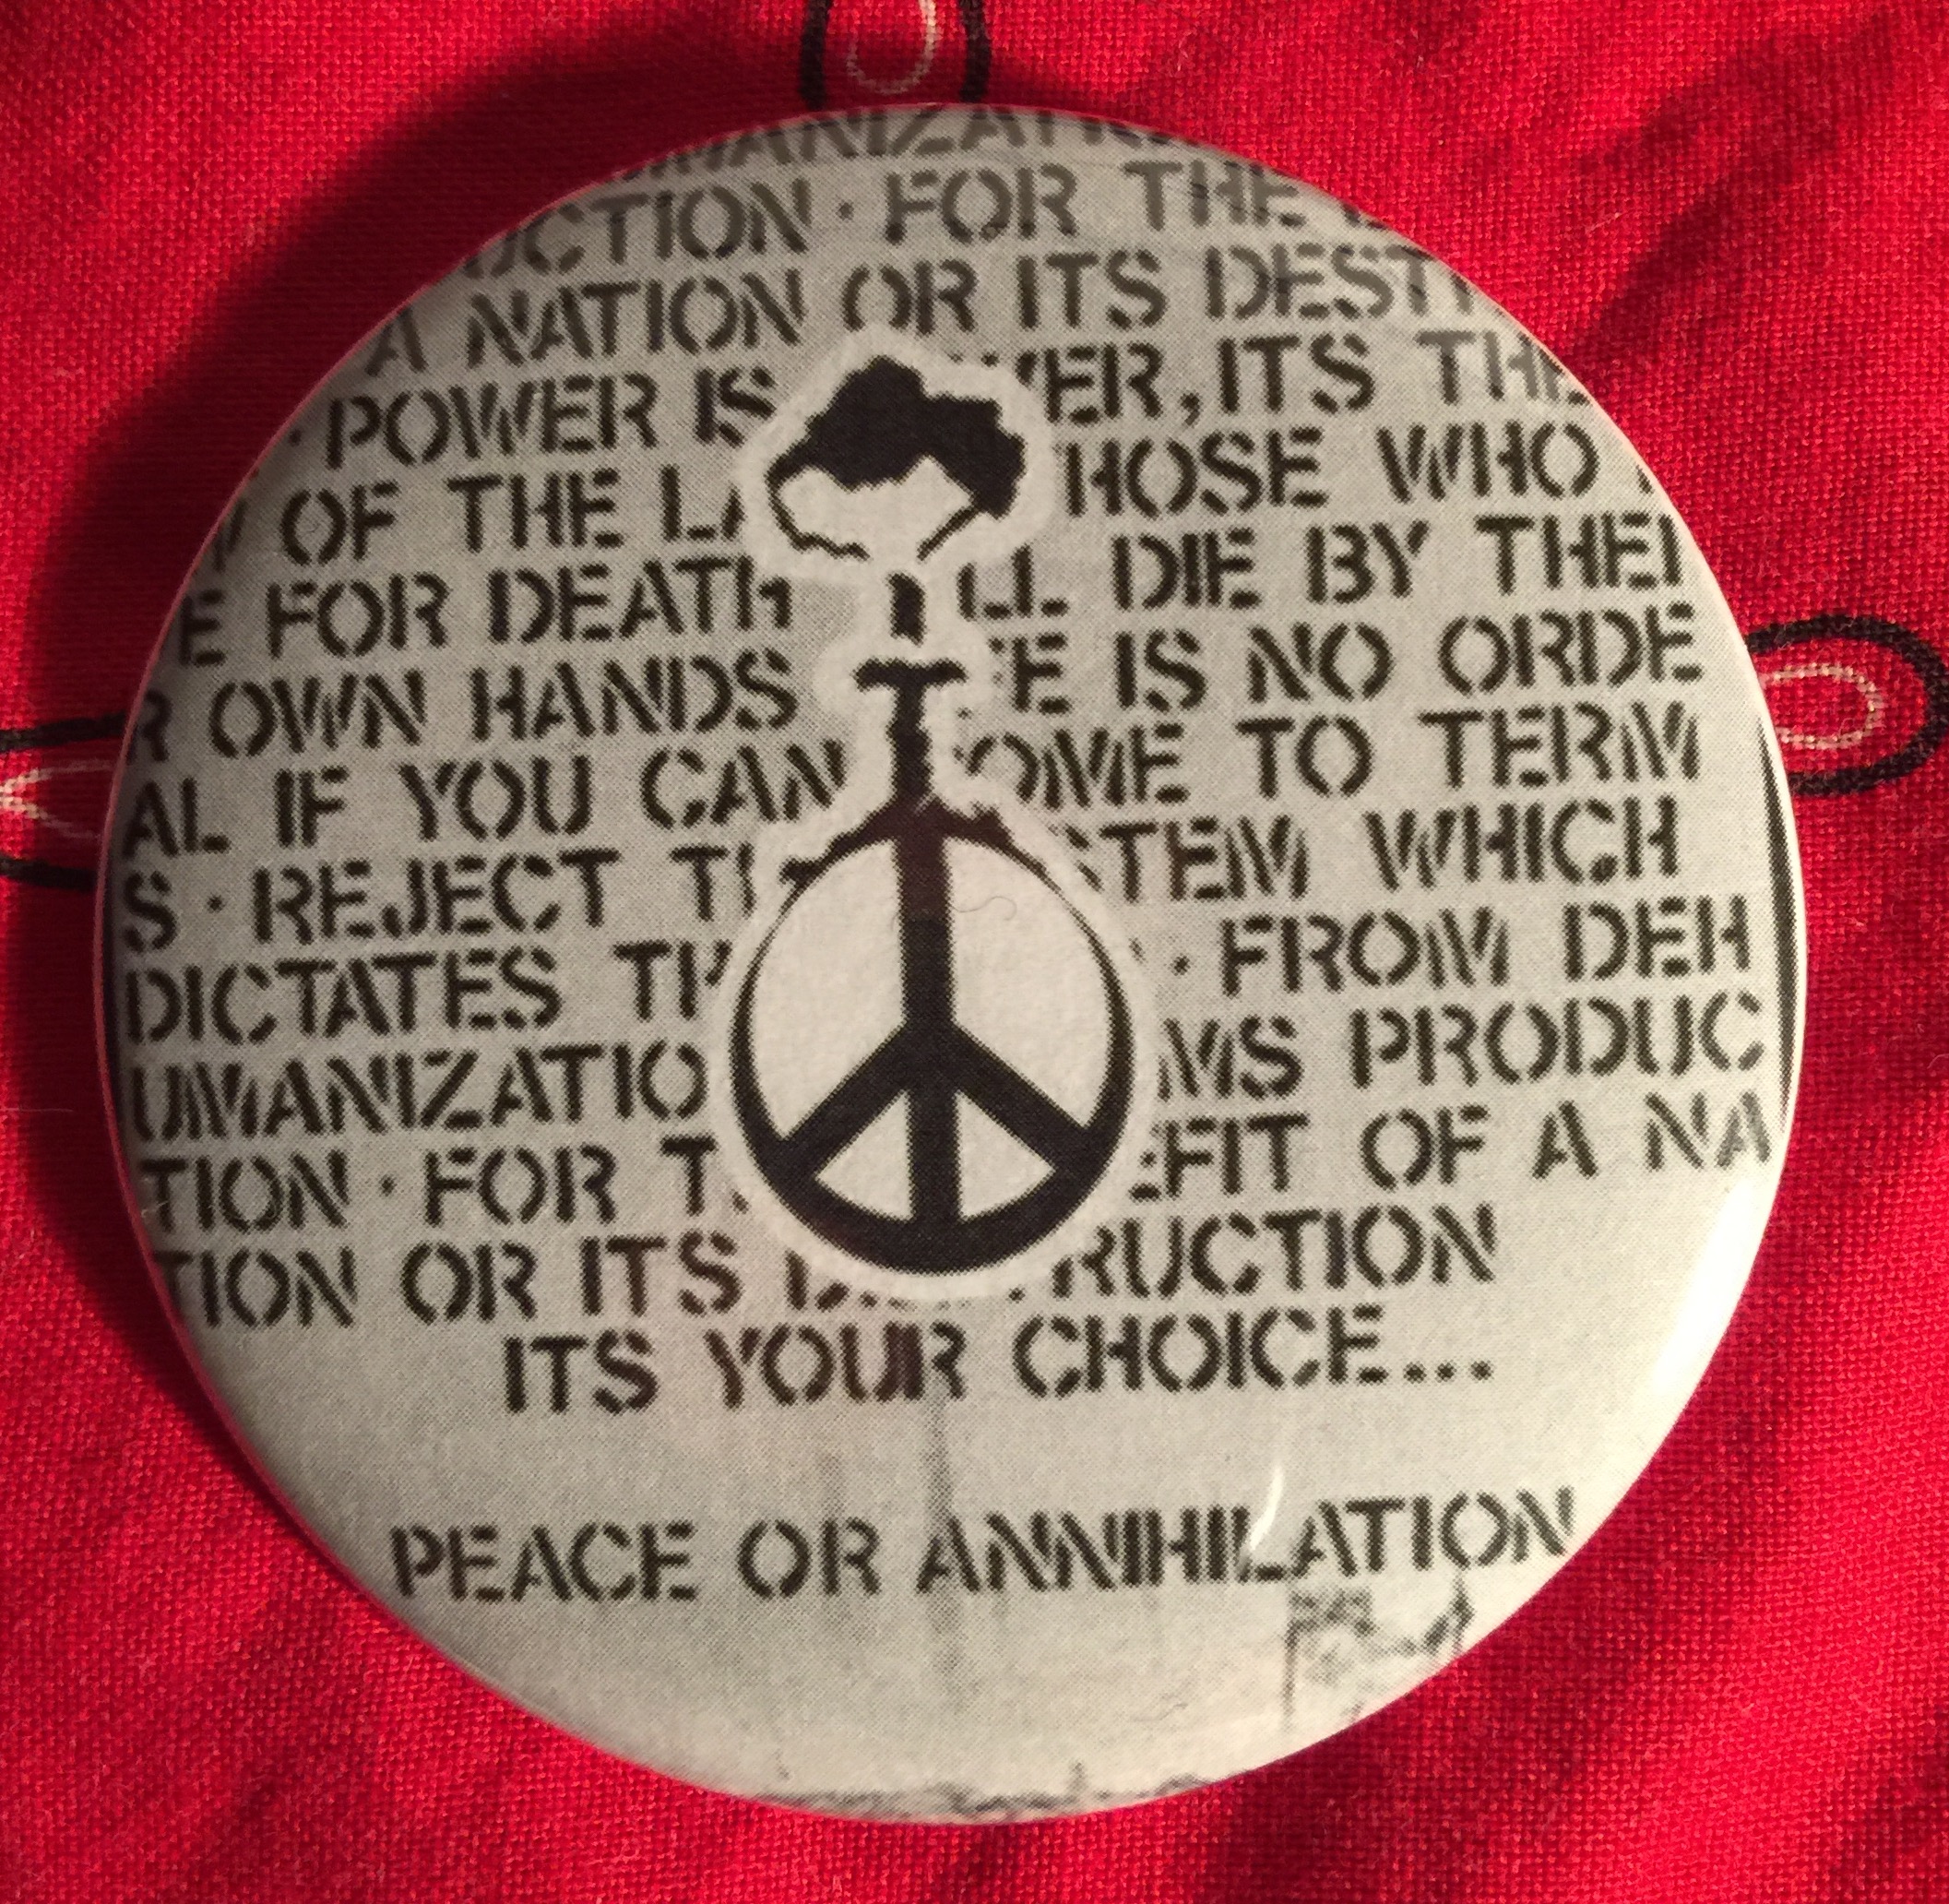 UCTION · FOR THE
A NATION OR ITS DEST
· POWER IS   ER, ITS THE
OF THE LA   HOSE WHO
E FOR DEATH   LL DIE BY THEI
R OWN HANDS   E IS NO ORDE
AL IF YOU CAN   OME TO TERM
S · REJECT TH   STEM WHICH
DICTATES TH   · FROM DEH
UMANIZATIO   MS PRODUC
TION · FOR T   EFIT OF A NA
TION OR ITS   RUCTION
ITS YOUR CHOICE...
PEACE OR ANNIHILATION